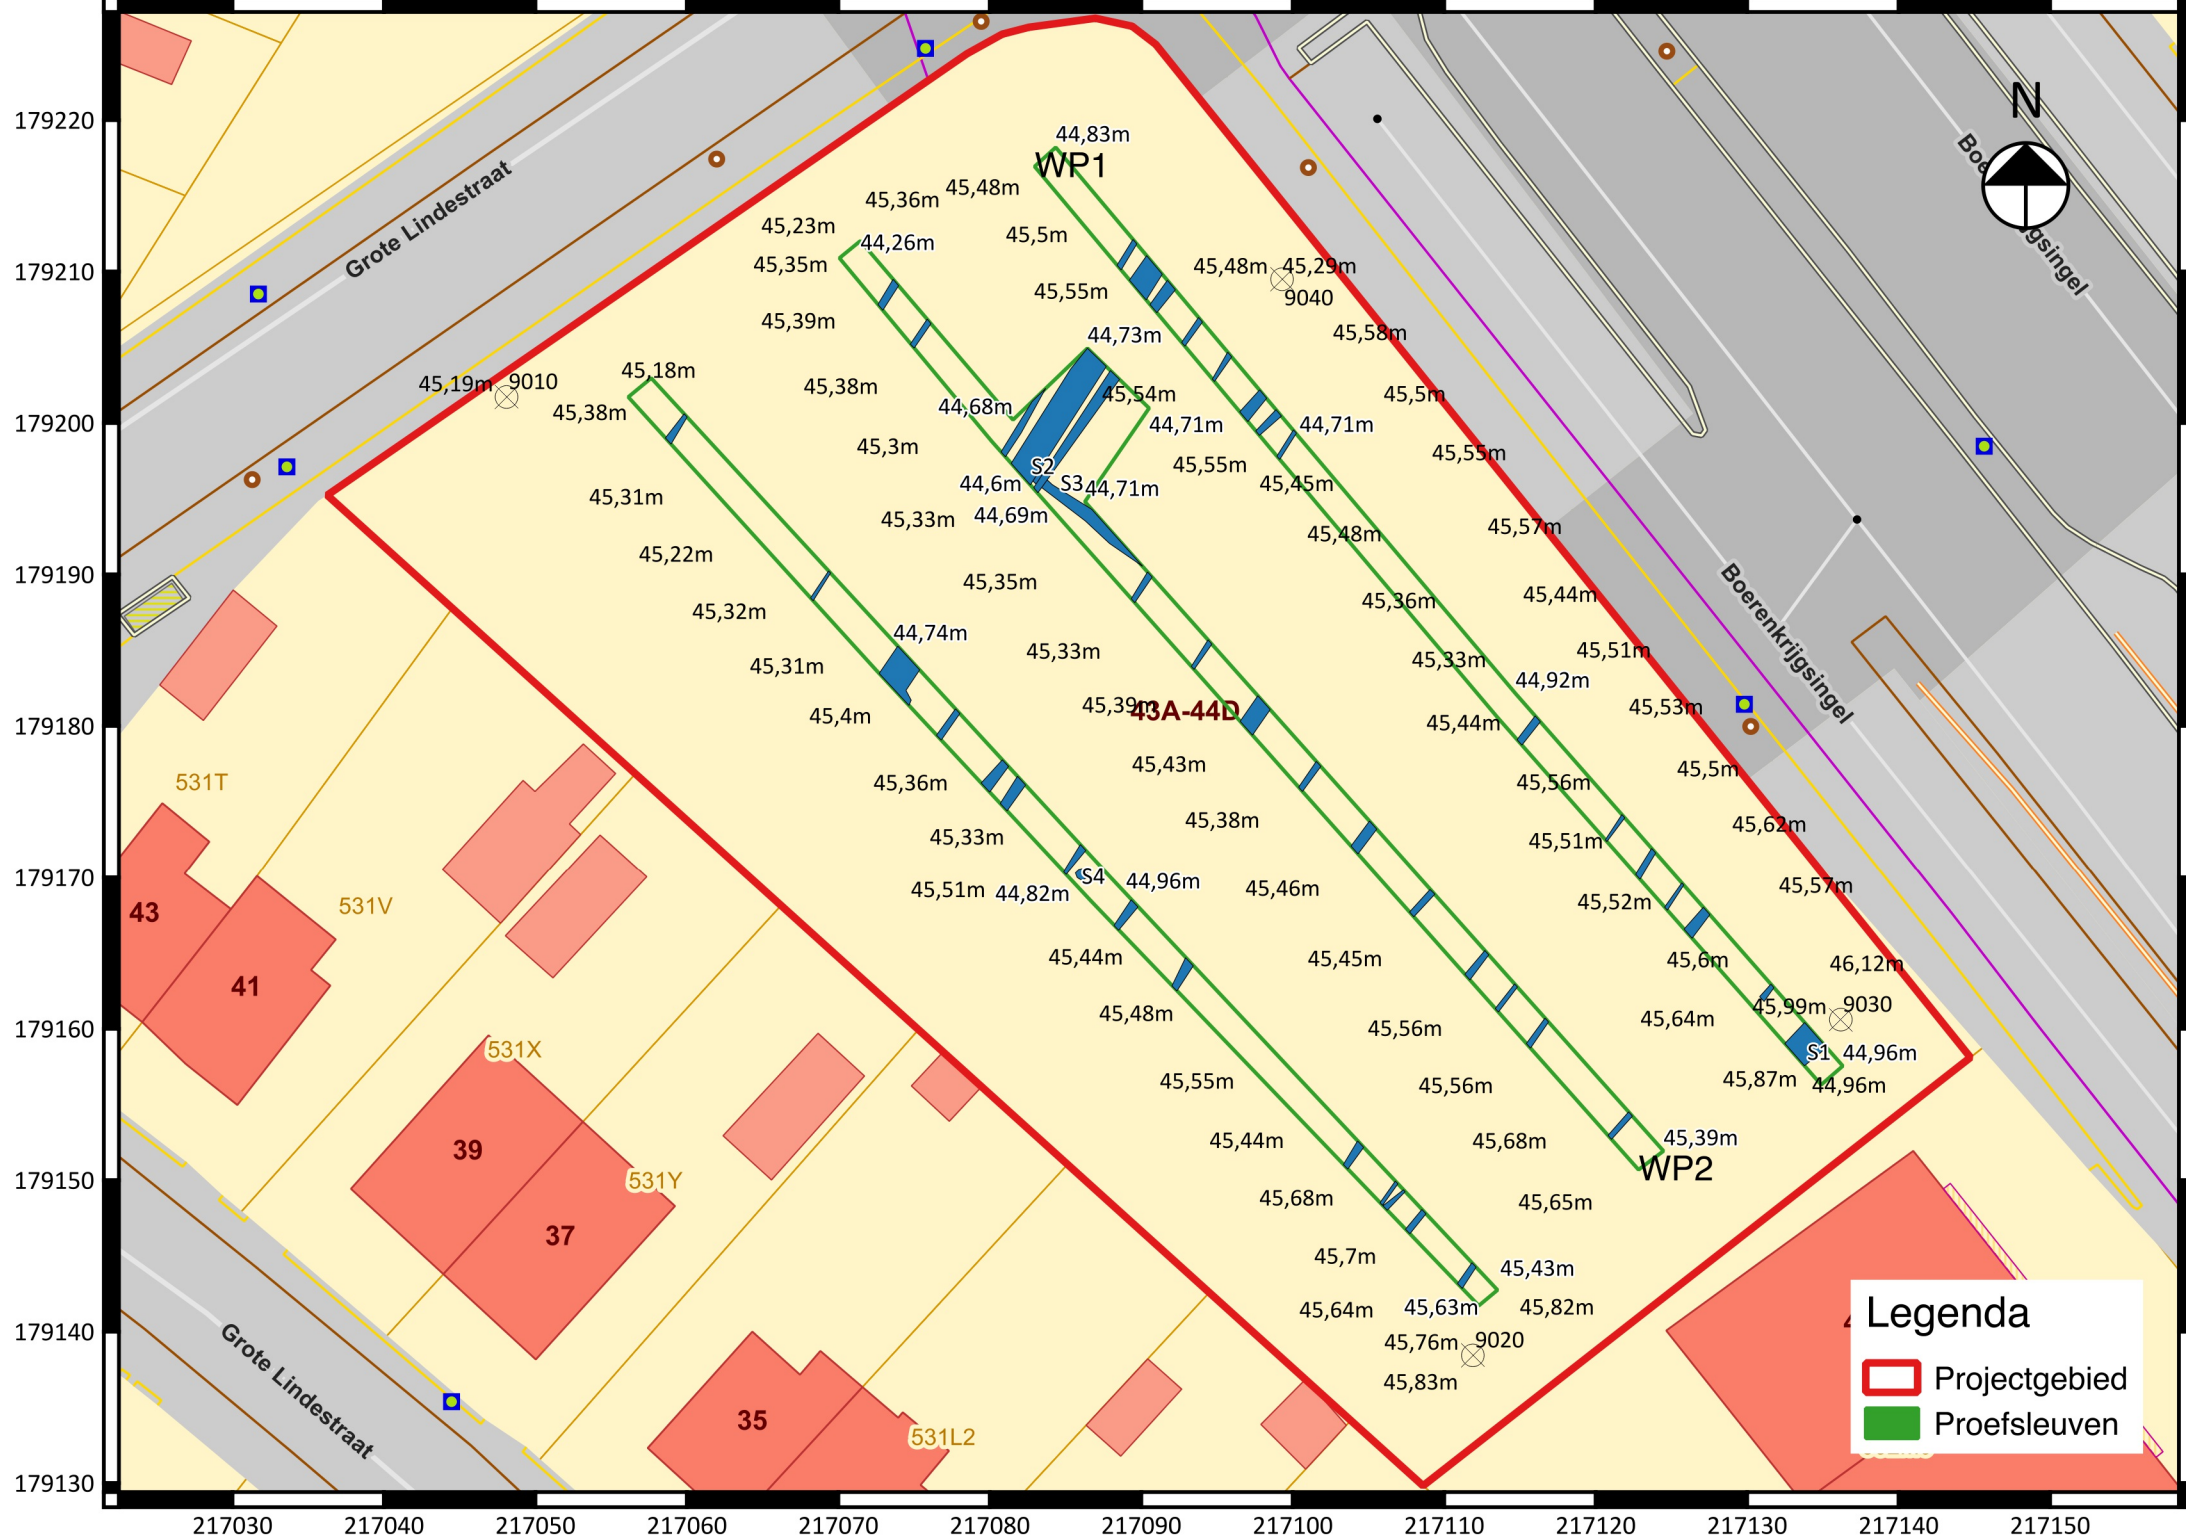 179220
179210
179200
179190
179180
179170
179160
179150
179140
179130
217030
217040
217050
217060
217070
217080
217090
217100
217110
217120
217130
217140
217150
N
Grote Lindestraat
Boerenkrijgsingel
Grote Lindestraat
44,83m
WP1
45,48m
45,36m
45,23m
44,26m
45,5m
45,35m
45,48m
45,29m
9040
45,55m
45,39m
44,73m
45,58m
45,19m
9010
45,18m
45,38m
45,38m
44,68m
45,54m
45,5m
44,71m
44,71m
45,3m
45,55m
45,55m
S2
S3
44,6m
44,71m
45,45m
45,31m
44,69m
45,33m
45,48m
45,57m
45,22m
45,35m
45,36m
45,44m
45,32m
44,74m
45,33m
45,33m
45,51m
45,31m
44,92m
45,39m
43A-44D
45,53m
45,4m
45,44m
45,43m
45,5m
45,36m
45,56m
45,38m
45,62m
45,33m
45,51m
S4
44,96m
45,51m
44,82m
45,46m
45,57m
45,52m
45,44m
45,45m
45,6m
46,12m
45,99m
9030
45,48m
45,56m
45,64m
S1
44,96m
45,55m
45,56m
45,87m
44,96m
45,44m
45,68m
45,39m
WP2
45,68m
45,65m
45,7m
45,43m
45,64m
45,63m
45,82m
45,76m
9020
45,83m
531T
531V
43
41
531X
39
531Y
37
35
531L2
Legenda
Projectgebied
Proefsleuven